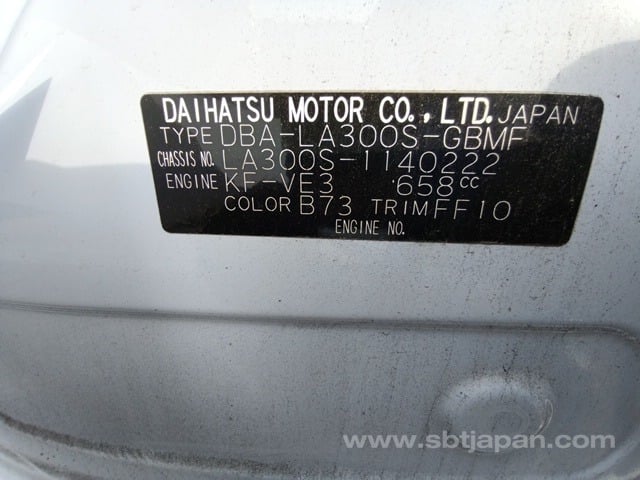 DAIHATSU MOTOR CO., LTD. JAPAN
TYPE DBA-LA300S-GBMF
CHASSIS NO. LA300S-1140222
ENGINE KF-VE3 658cc
COLOR B73 TRIM FF10
ENGINE NO.
www.sbtjapan.com